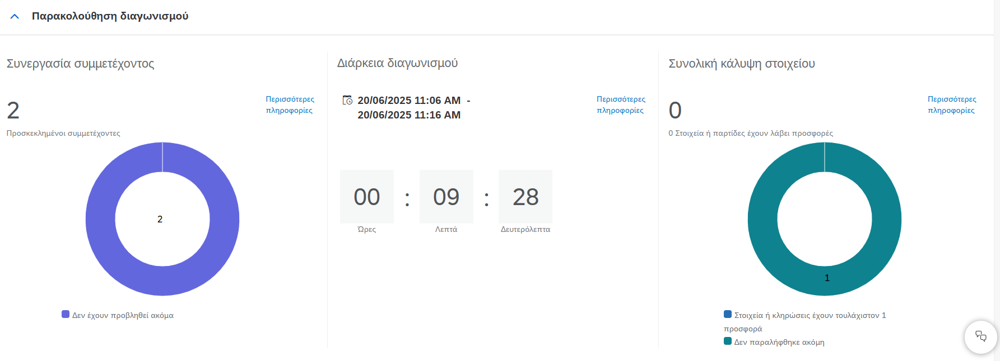 Παρακολούθηση διαγωνισμού
Συνεργασία συμμετέχοντος
2
Περισσότερες
πληροφορίες
Προσκεκλημένοι συμμετέχοντες
2
Δεν έχουν προβληθεί ακόμα
Διάρκεια διαγωνισμού
20/06/2025 11:06 AM -
20/06/2025 11:16 AM
Περισσότερες
πληροφορίες
00 : 09 : 28
Ώρες Λεπτά Δευτερόλεπτα
Συνολική κάλυψη στοιχείου
0
Περισσότερες
πληροφορίες
0 Στοιχεία ή παρτίδες έχουν λάβει προσφορές
1
Στοιχεία ή κληρώσεις έχουν τουλάχιστον 1
προσφορά
Δεν παραλήφθηκε ακόμη